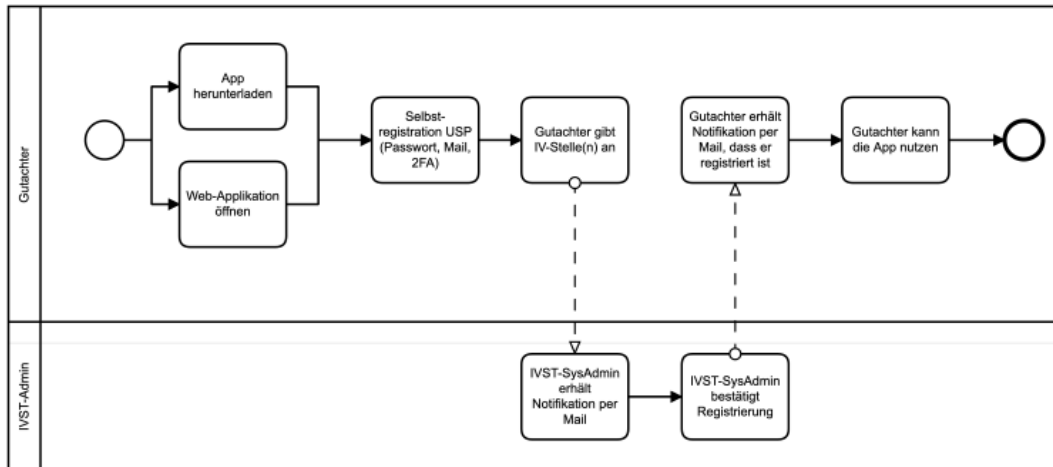 Gutachter
App
herunterladen
Web-Applikation
öffnen
Selbst-
registration USP
(Passwort, Mail,
2FA)
Gutachter gibt
IV-Stelle(n) an
Gutachter erhält
Notifikation per
Mail, dass er
registriert ist
Gutachter kann
die App nutzen
IVST-Admin
IVST-SysAdmin
erhält
Notifikation per
Mail
IVST-SysAdmin
bestätigt
Registrierung